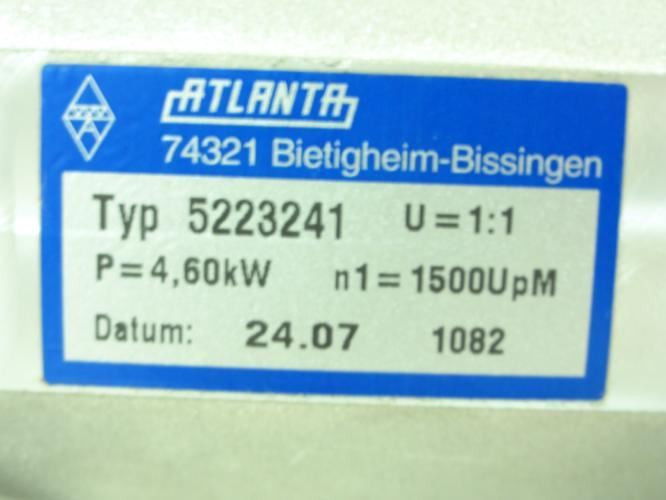 ATLANTA
74321 Bietigheim-Bissingen
Typ 5223241 U=1:1
P=4,60kW n1=1500UpM
Datum: 24.07 1082